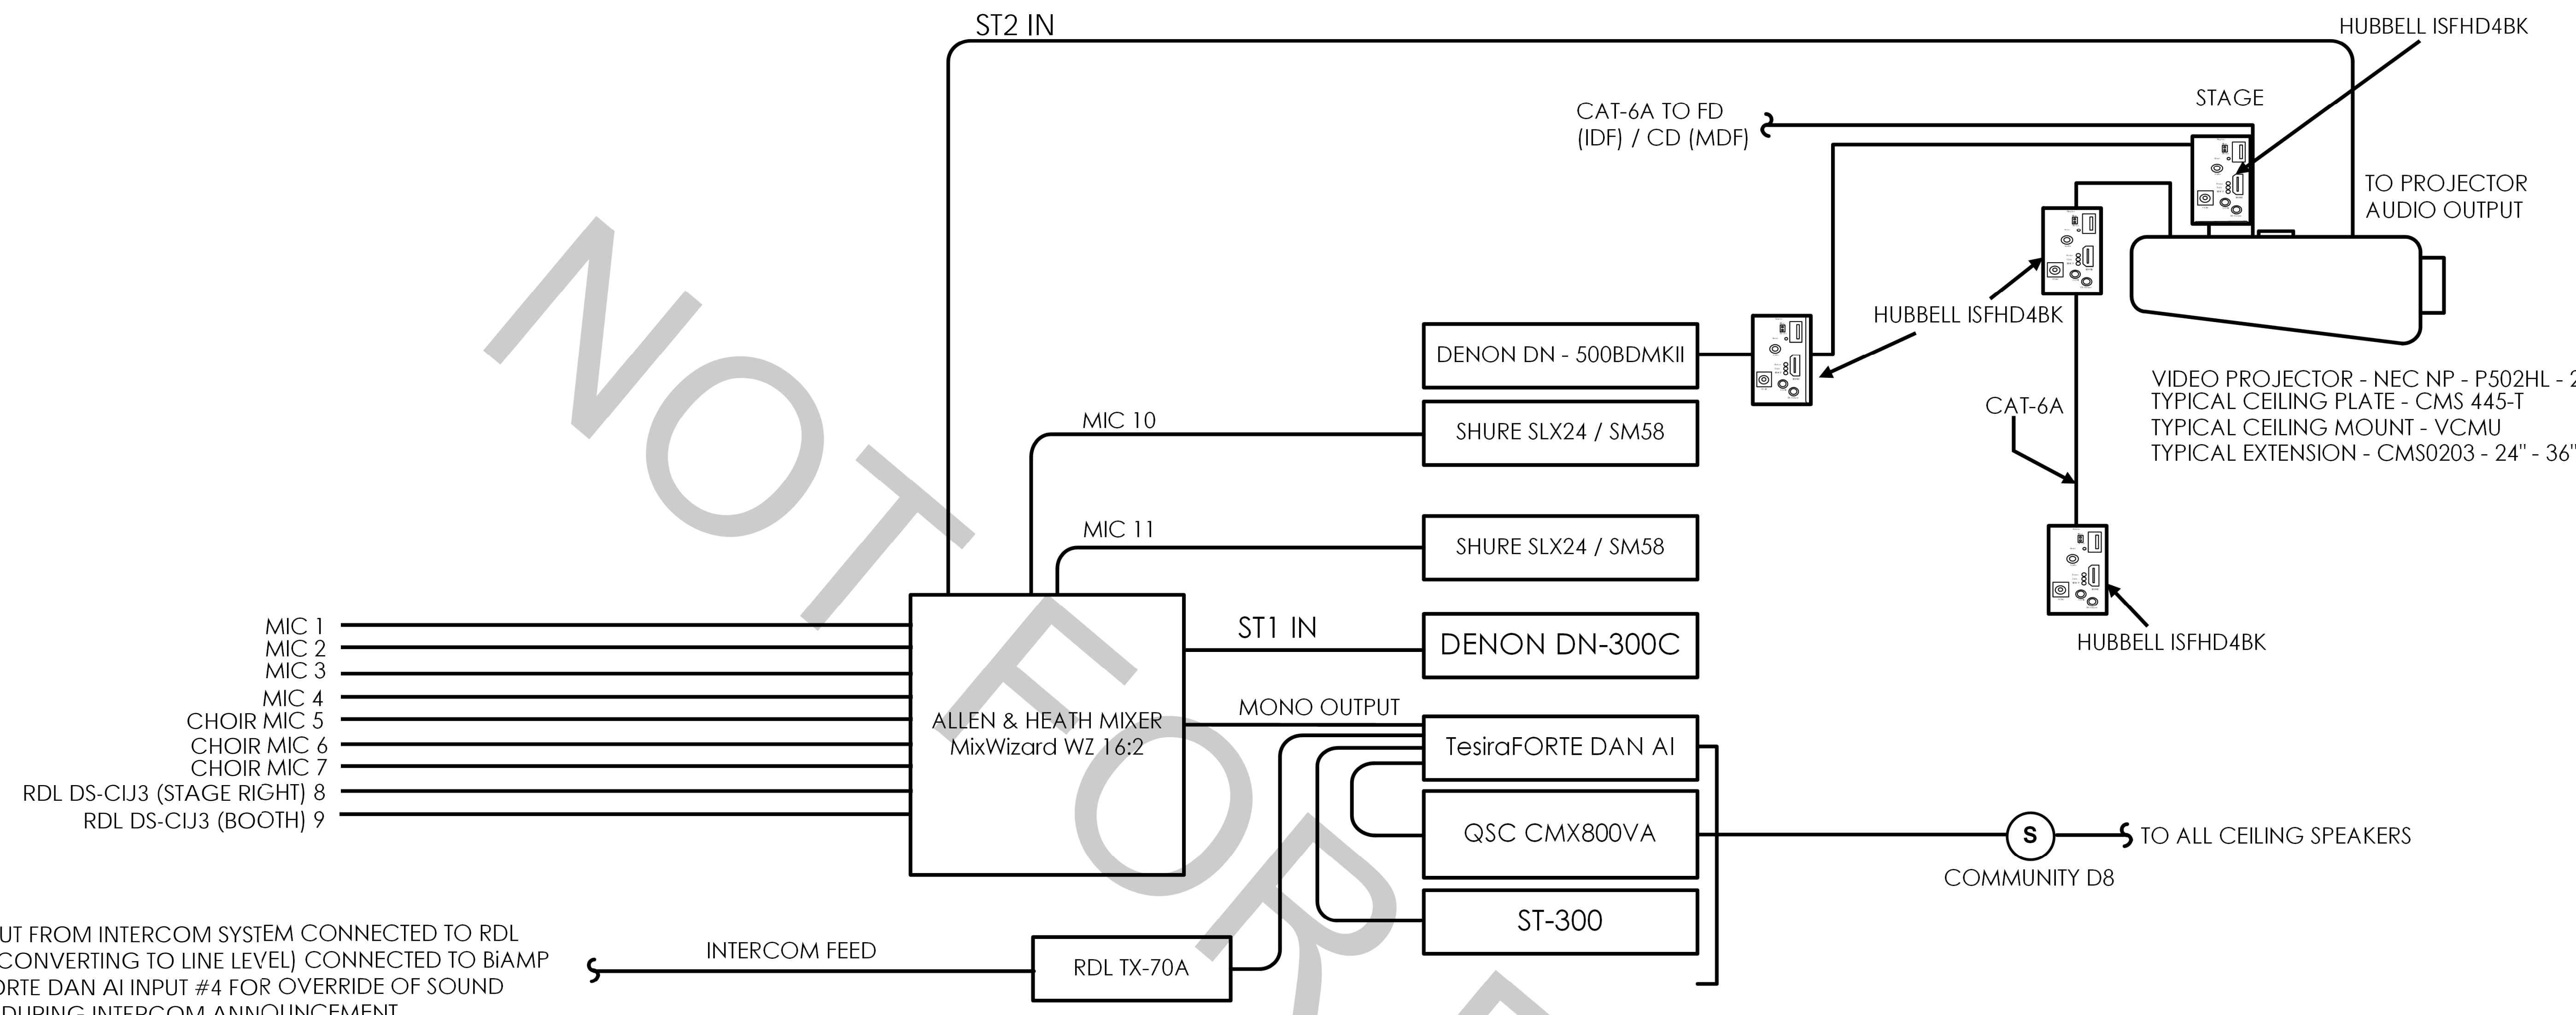 ST2 IN
HUBBELL ISFHD4BK
STAGE
CAT-6A TO FD
(IDF) / CD (MDF)
TO PROJECTOR
AUDIO OUTPUT
HUBBELL ISFHD4BK
DENON DN - 500BDMKII
VIDEO PROJECTOR - NEC NP - P502HL - 2
TYPICAL CEILING PLATE - CMS 445-T
TYPICAL CEILING MOUNT - VCMU
TYPICAL EXTENSION - CMS0203 - 24" - 36"
CAT-6A
MIC 10
SHURE SLX24 / SM58
MIC 11
SHURE SLX24 / SM58
HUBBELL ISFHD4BK
ST1 IN
DENON DN-300C
MIC 1
MIC 2
MIC 3
MIC 4
CHOIR MIC 5
CHOIR MIC 6
CHOIR MIC 7
RDL DS-CIJ3 (STAGE RIGHT) 8
RDL DS-CIJ3 (BOOTH) 9
ALLEN & HEATH MIXER
MixWizard WZ 16:2
MONO OUTPUT
TesiraFORTE DAN AI
QSC CMX800VA
S
TO ALL CEILING SPEAKERS
COMMUNITY D8
ST-300
INTERCOM FEED
RDL TX-70A
UT FROM INTERCOM SYSTEM CONNECTED TO RDL
CONVERTING TO LINE LEVEL) CONNECTED TO BiAMP
ORTE DAN AI INPUT #4 FOR OVERRIDE OF SOUND
DURING INTERCOM ANNOUNCEMENT
NOT FOR